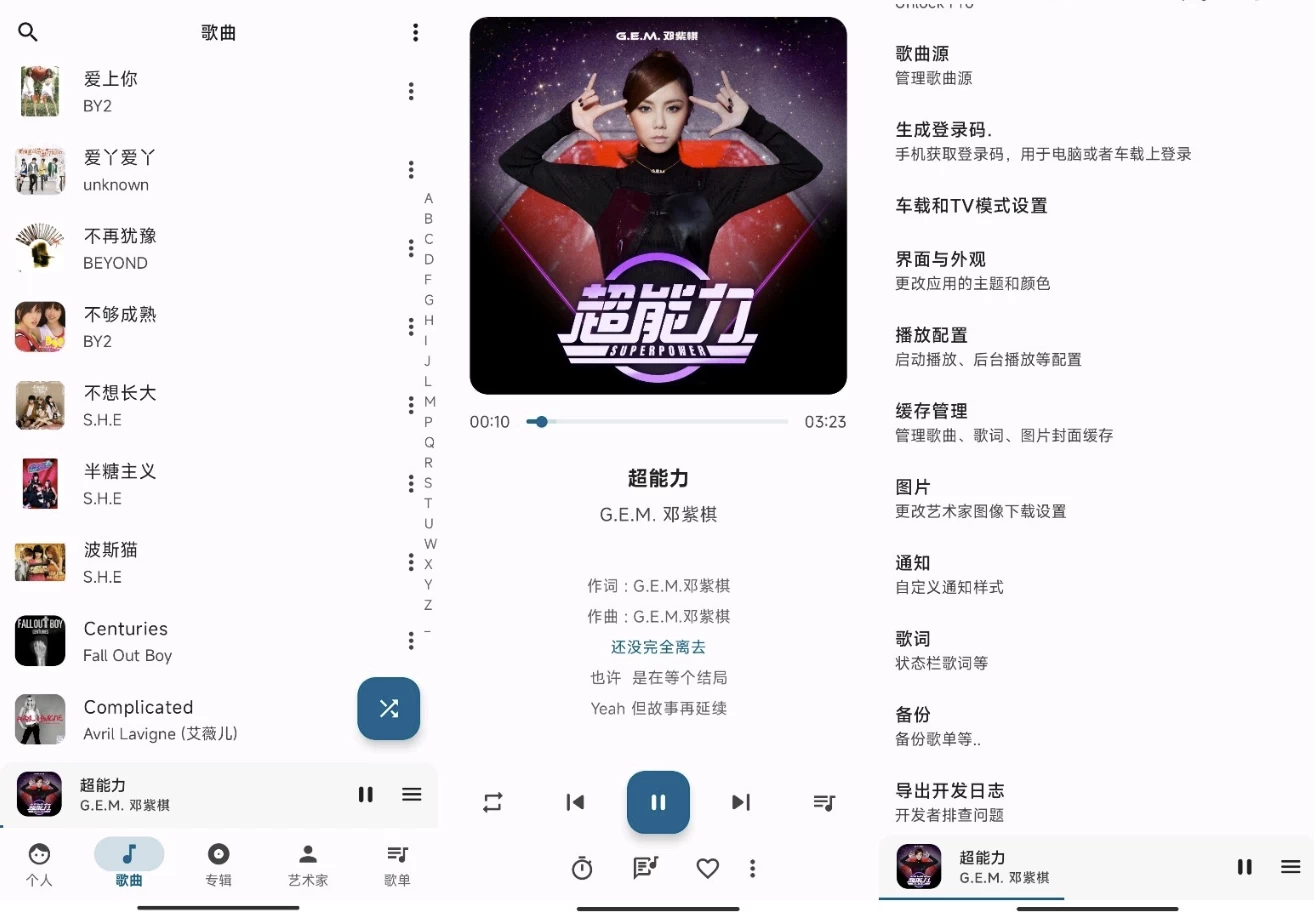 歌曲
爱上你
BY2
爱丫爱丫
unknown
不再犹豫
BEYOND
不够成熟
BY2
不想长大
S.H.E
半糖主义
S.H.E
波斯猫
S.H.E
Centuries
Fall Out Boy
Complicated
Avril Lavigne (艾薇儿)
A
B
C
D
F
G
H
I
J
L
M
P
Q
R
S
T
U
W
X
Y
Z
_
超能力
G.E.M. 邓紫棋
个人
歌曲
专辑
艺术家
歌单
G.E.M. 邓紫棋
超能力
SUPERPOWER
00:10
03:23
超能力
G.E.M. 邓紫棋
作词 : G.E.M.邓紫棋
作曲 : G.E.M.邓紫棋
还没完全离去
也许 是在等个结局
Yeah 但故事再延续
Unlock Pro
歌曲源
管理歌曲源
生成登录码.
手机获取登录码，用于电脑或者车载上登录
车载和TV模式设置
界面与外观
更改应用的主题和颜色
播放配置
启动播放、后台播放等配置
缓存管理
管理歌曲、歌词、图片封面缓存
图片
更改艺术家图像下载设置
通知
自定义通知样式
歌词
状态栏歌词等
备份
备份歌单等..
导出开发日志
开发者排查问题
超能力
G.E.M. 邓紫棋